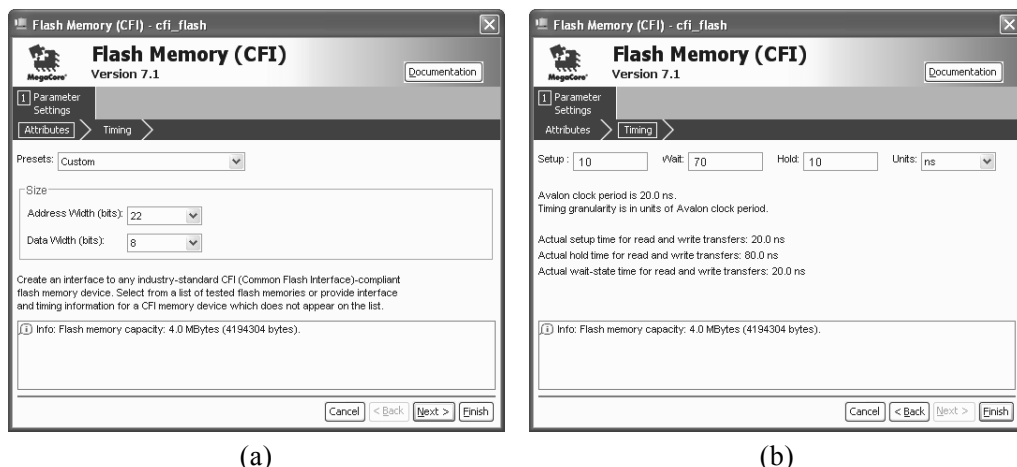 Flash Memory (CFI) - cfi_flash
MegaCore'
Flash Memory (CFI)
Version 7.1
Documentation
1 Parameter
Settings
Attributes
Timing
Presets: Custom
Size
Address Width (bits): 22
Data Width (bits): 8
Create an interface to any industry-standard CFI (Common Flash Interface)-compliant
flash memory device. Select from a list of tested flash memories or provide interface
and timing information for a CFI memory device which does not appear on the list.
Info: Flash memory capacity: 4.0 MBytes (4194304 bytes).
Cancel < Back Next > Finish
(a)
Flash Memory (CFI) - cfi_flash
MegaCore'
Flash Memory (CFI)
Version 7.1
Documentation
1 Parameter
Settings
Attributes
Timing
Setup : 10 Wait: 70 Hold: 10 Units: ns
Avalon clock period is 20.0 ns.
Timing granularity is in units of Avalon clock period.
Actual setup time for read and write transfers: 20.0 ns
Actual hold time for read and write transfers: 80.0 ns
Actual wait-state time for read and write transfers: 20.0 ns
Info: Flash memory capacity: 4.0 MBytes (4194304 bytes).
Cancel < Back Next > Finish
(b)